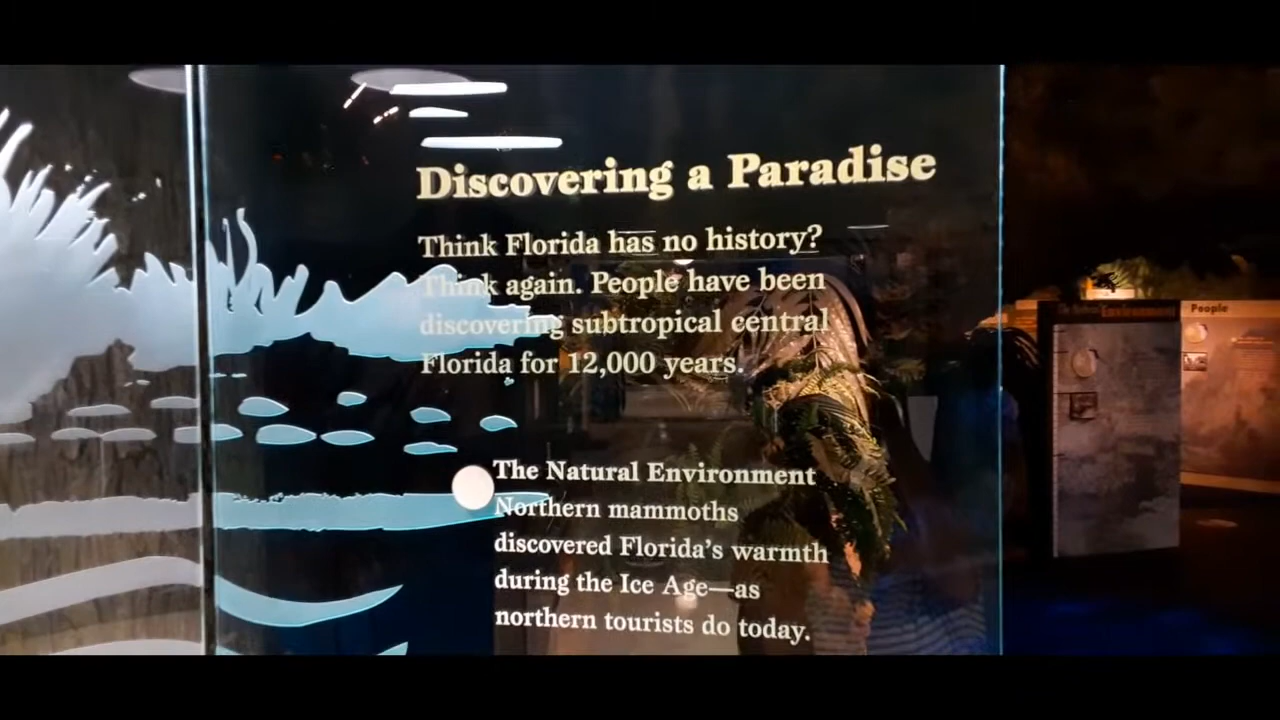 Discovering a Paradise
Think Florida has no history?
Think again. People have been
discovering subtropical central
Florida for 12,000 years.
The Natural Environment
Northern mammoths
discovered Florida's warmth
during the Ice Age—as
northern tourists do today.
Environment
People